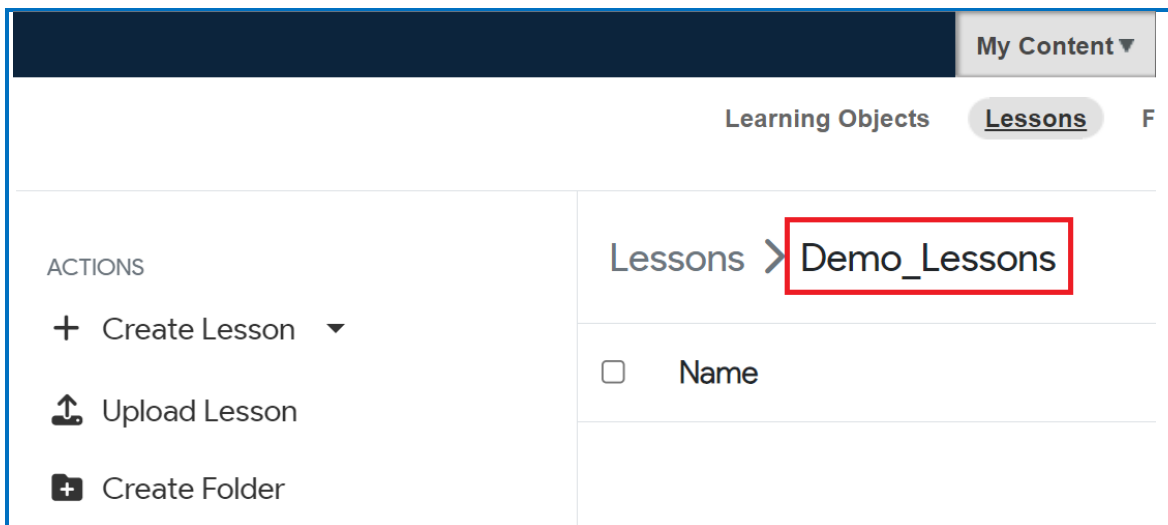 My Content ▼
Learning Objects Lessons F
ACTIONS
Create Lesson
Upload Lesson
Create Folder
Lessons > Demo_Lessons
Name